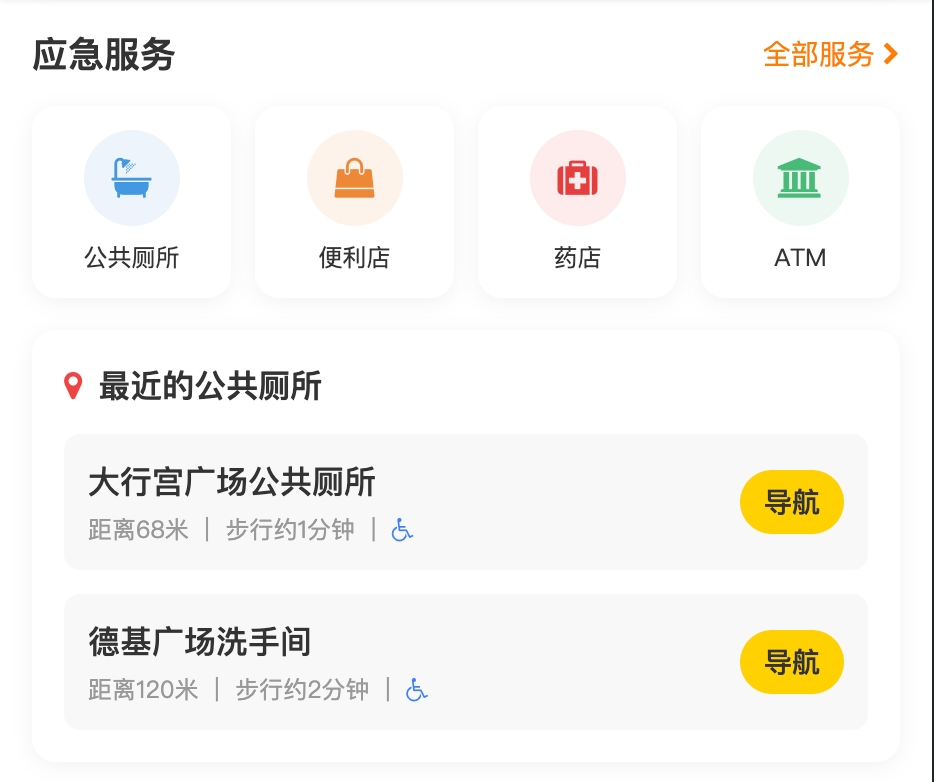 应急服务
全部服务
公共厕所
便利店
药店
ATM
最近的公共厕所
大行宫广场公共厕所
导航
距离68米 | 步行约1分钟 |
德基广场洗手间
导航
距离120米 | 步行约2分钟 |